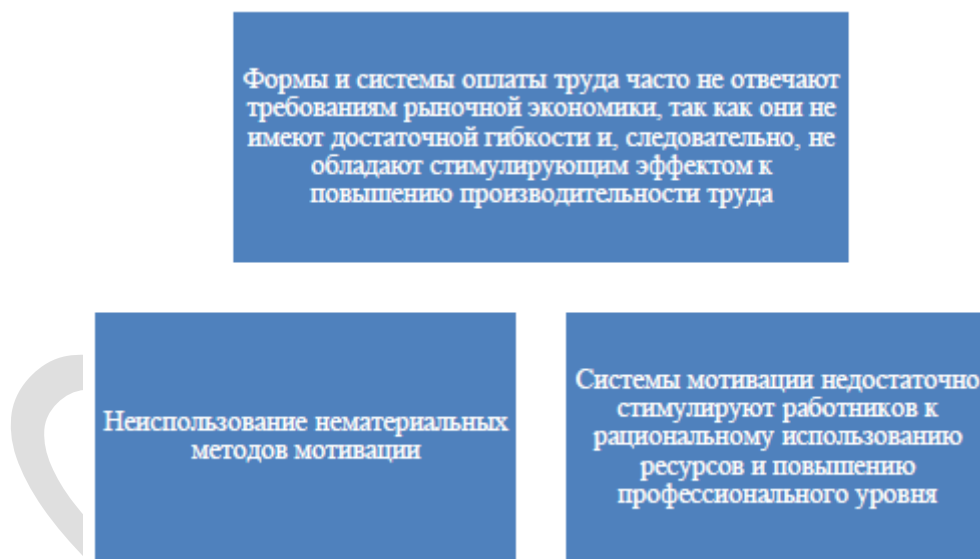 Формы и системы оплаты труда часто не отвечают
требованиям рыночной экономики, так как они не
имеют достаточной гибкости и, следовательно, не
обладают стимулирующим эффектом к
повышению производительности труда
Неиспользование нематериальных
методов мотивации
Системы мотивации недостаточно
стимулируют работников к
рациональному использованию
ресурсов и повышению
профессионального уровня